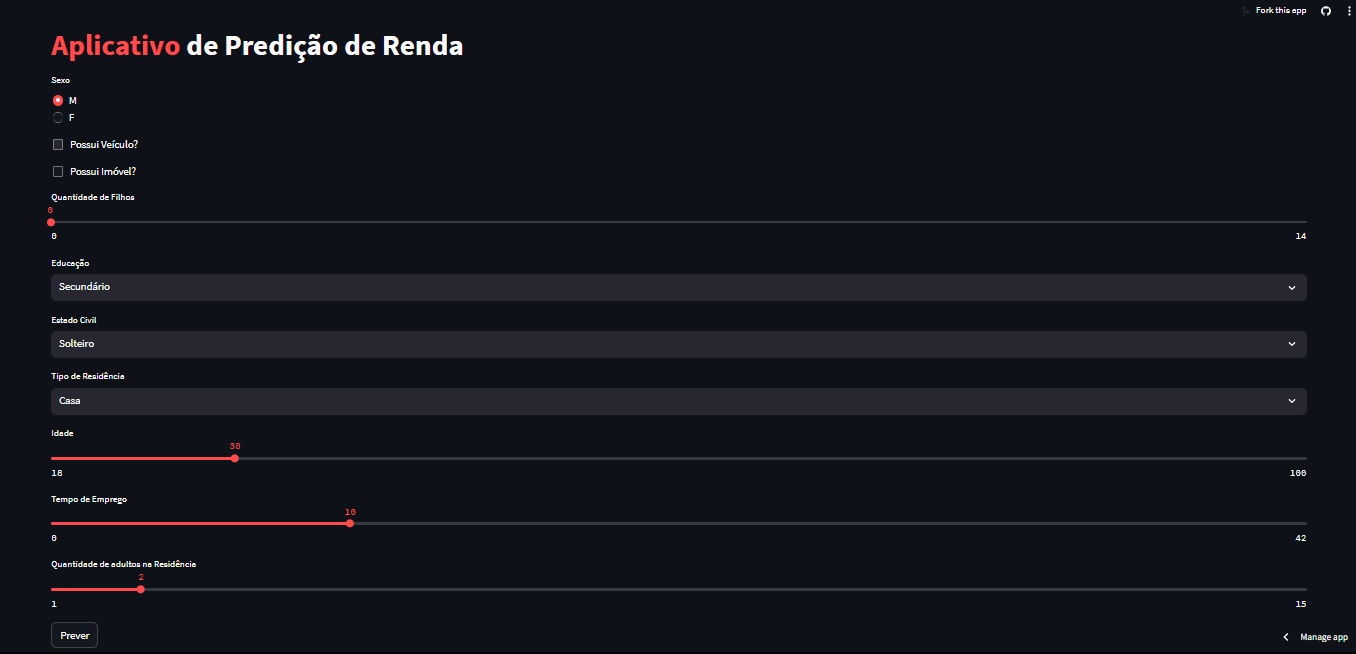 Fork this app
Aplicativo de Predição de Renda
Sexo
M
F
Possui Veículo?
Possui Imóvel?
Quantidade de Filhos
0
0 14
Educação
Secundário
Estado Civil
Solteiro
Tipo de Residência
Casa
Idade
30
18 100
Tempo de Emprego
10
0 42
Quantidade de adultos na Residência
2
1 15
Prever
Manage app